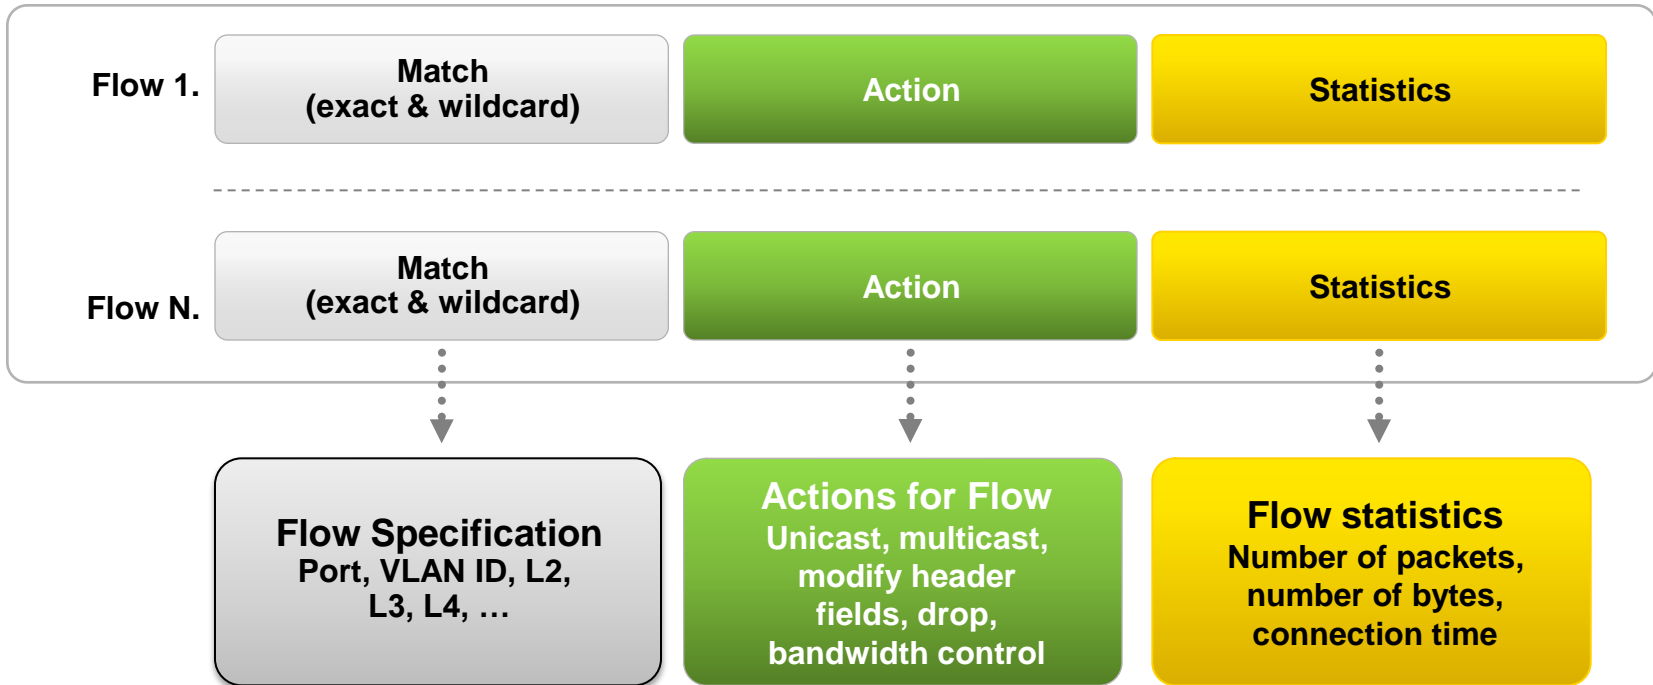 Flow 1.
Match
(exact & wildcard)
Action
Statistics
Flow N.
Match
(exact & wildcard)
Action
Statistics
Flow Specification
Port, VLAN ID, L2,
L3, L4, …
Actions for Flow
Unicast, multicast,
modify header
fields, drop,
bandwidth control
Flow statistics
Number of packets,
number of bytes,
connection time